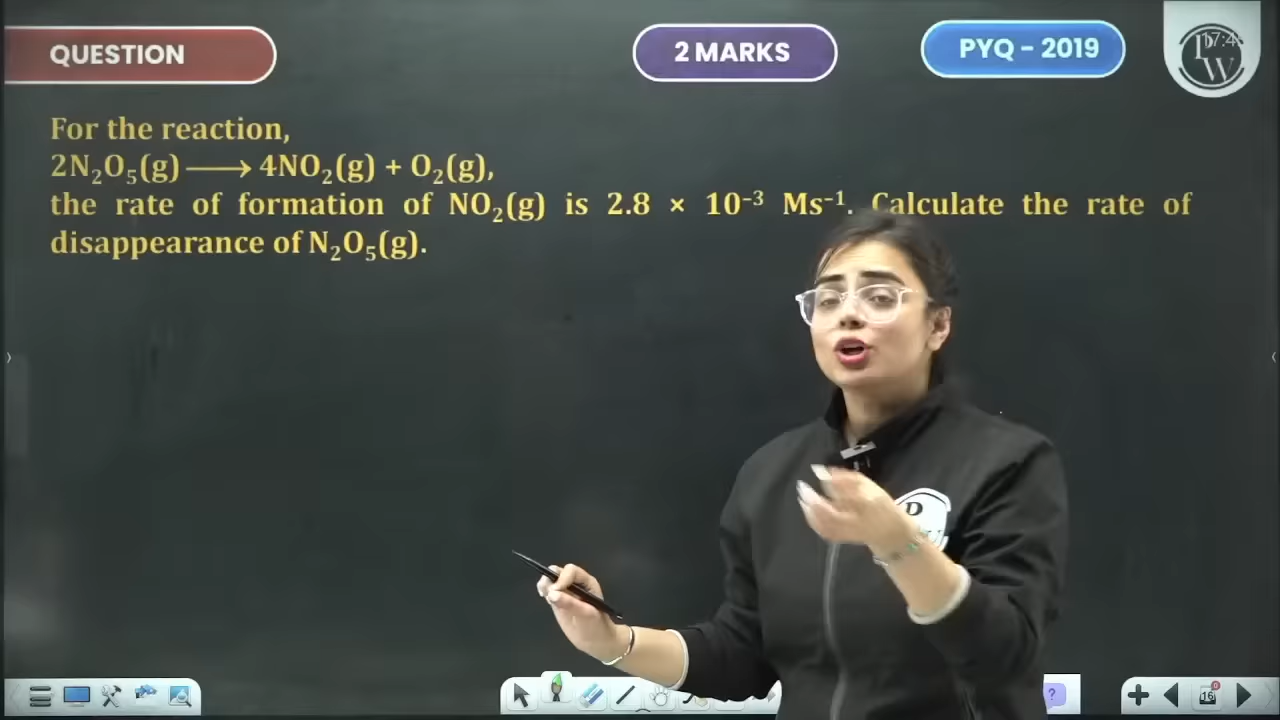 QUESTION
2 MARKS
PYQ - 2019
For the reaction,
2N₂O₅(g) ⟶ 4NO₂(g) + O₂(g),
the rate of formation of NO₂(g) is 2.8 × 10⁻³ Ms⁻¹. Calculate the rate of
disappearance of N₂O₅(g).
?
16